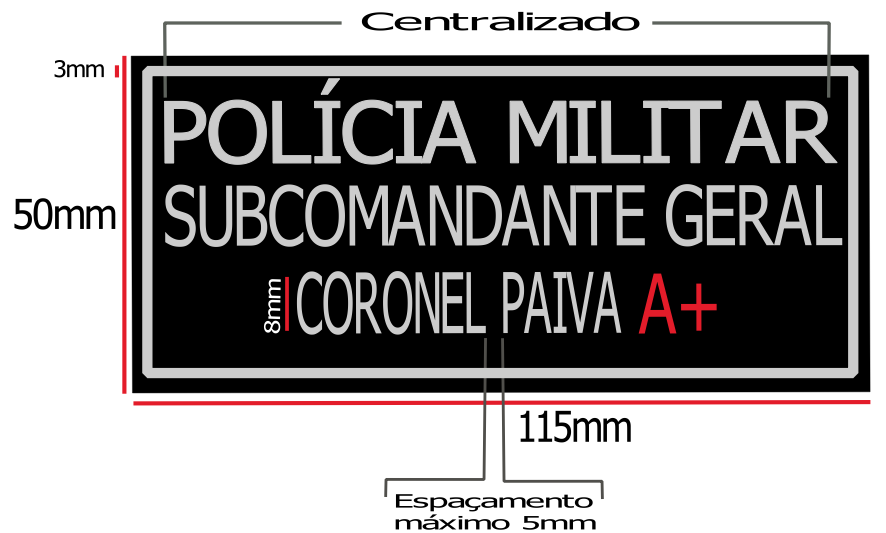 Centralizado
3mm
POLÍCIA MILITAR
50mm
SUBCOMANDANTE GERAL
8mm
CORONEL PAIVA A+
115mm
Espaçamento
máximo 5mm